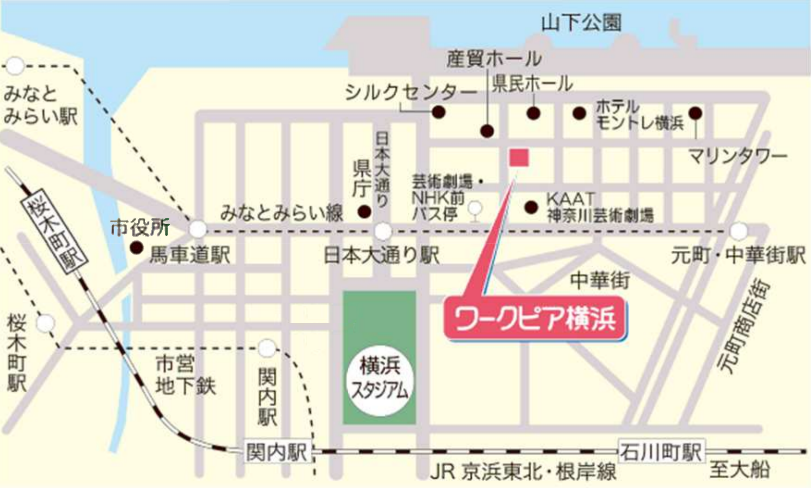 山下公園
産貿ホール
県民ホール
シルクセンター
ホテル
モントレ横浜
マリンタワー
みなと
みらい駅
日本大通り
県庁
芸術劇場・
NHK前
バス停
KAAT
神奈川芸術劇場
みなとみらい線
市役所
馬車道駅
日本大通り駅
元町・中華街駅
桜木町駅
中華街
ワークピア横浜
元町商店街
桜木町駅
市営
地下鉄
関内駅
横浜
スタジアム
関内駅
石川町駅
JR 京浜東北・根岸線
至大船